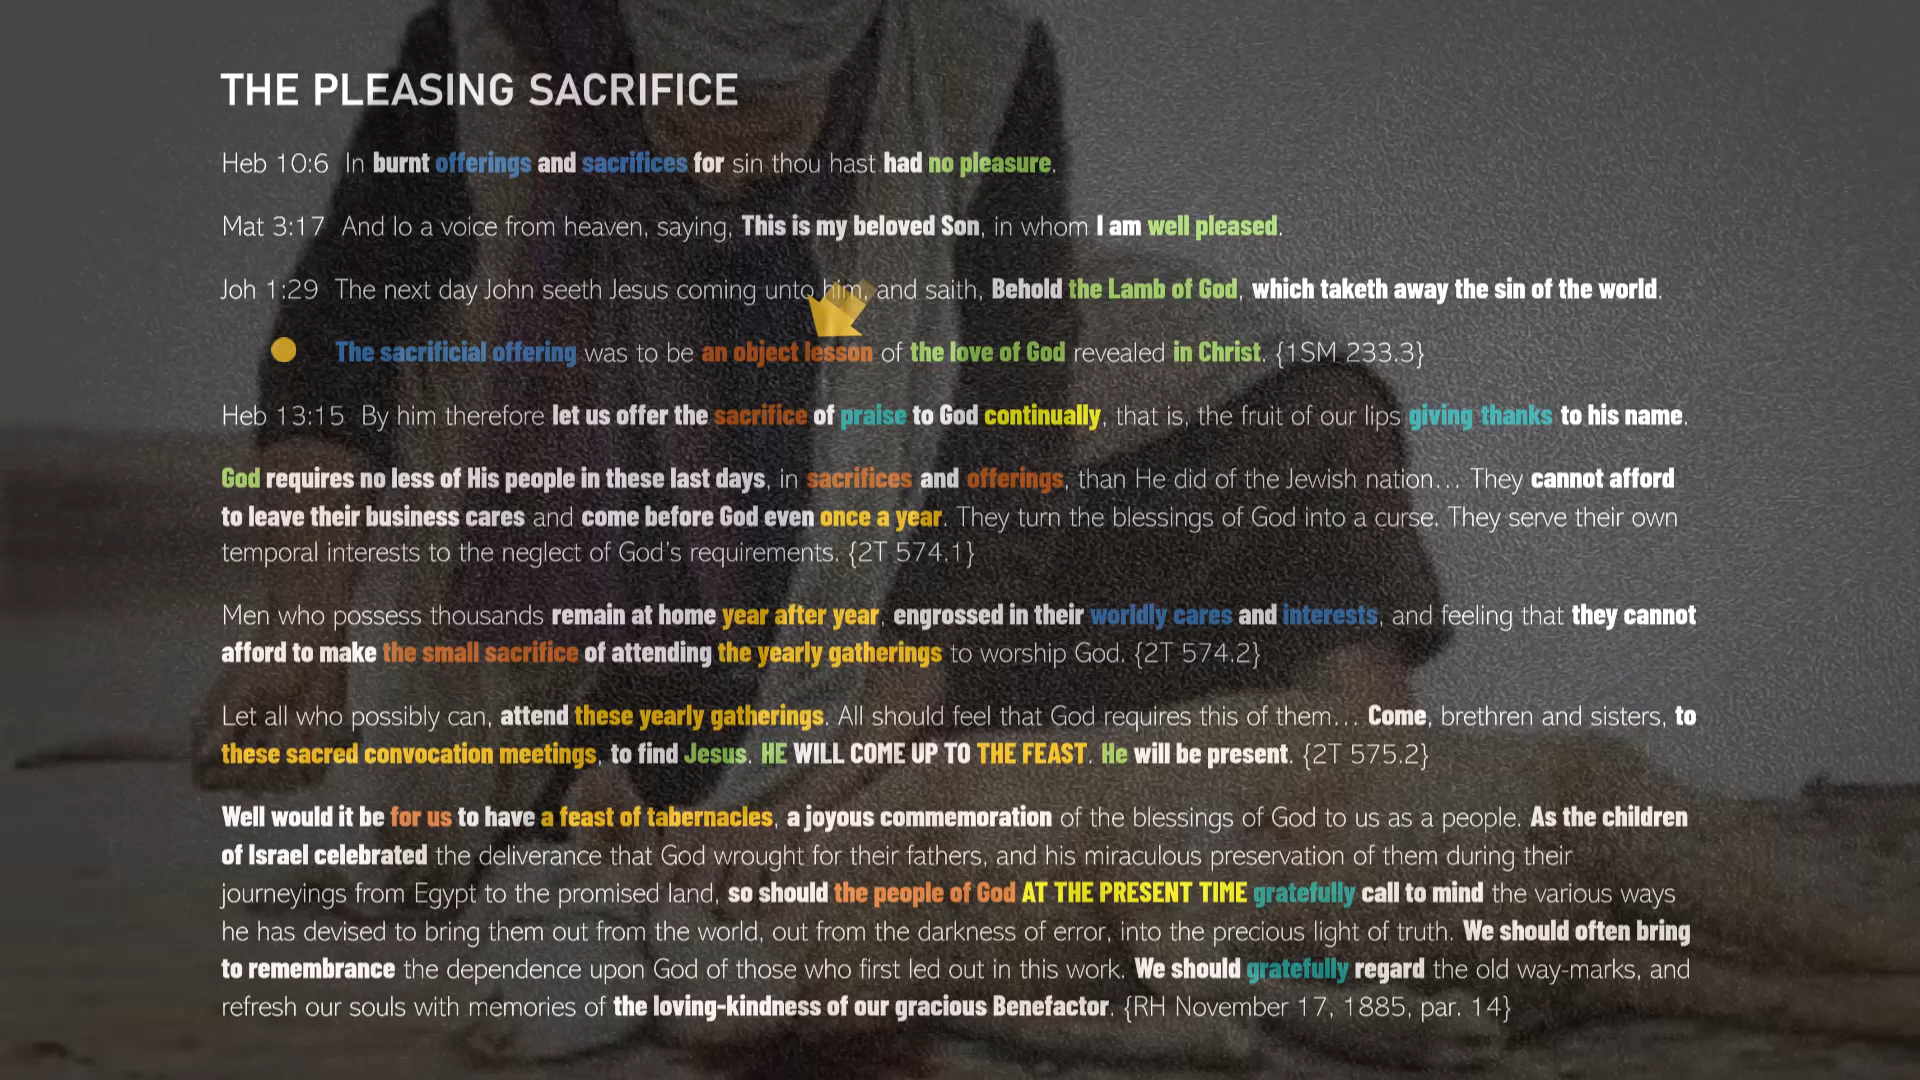 THE PLEASING SACRIFICE
Heb 10:6 In burnt offerings and sacrifices for sin thou hast had no pleasure.
Mat 3:17 And lo a voice from heaven, saying, This is my beloved Son, in whom I am well pleased.
Joh 1:29 The next day John seeth Jesus coming unto him, and saith, Behold the Lamb of God, which taketh away the sin of the world.
The sacrificial offering was to be an object lesson of the love of God revealed in Christ. {1SM 233.3}
Heb 13:15 By him therefore let us offer the sacrifice of praise to God continually, that is, the fruit of our lips giving thanks to his name.
God requires no less of His people in these last days, in sacrifices and offerings, than He did of the Jewish nation… They cannot afford
to leave their business cares and come before God even once a year. They turn the blessings of God into a curse. They serve their own
temporal interests to the neglect of God's requirements. {2T 574.1}
Men who possess thousands remain at home year after year, engrossed in their worldly cares and interests, and feeling that they cannot
afford to make the small sacrifice of attending the yearly gatherings to worship God. {2T 574.2}
Let all who possibly can, attend these yearly gatherings. All should feel that God requires this of them… Come, brethren and sisters, to
these sacred convocation meetings, to find Jesus. HE WILL COME UP TO THE FEAST. He will be present. {2T 575.2}
Well would it be for us to have a feast of tabernacles, a joyous commemoration of the blessings of God to us as a people. As the children
of Israel celebrated the deliverance that God wrought for their fathers, and his miraculous preservation of them during their
journeyings from Egypt to the promised land, so should the people of God AT THE PRESENT TIME gratefully call to mind the various ways
he has devised to bring them out from the world, out from the darkness of error, into the precious light of truth. We should often bring
to remembrance the dependence upon God of those who first led out in this work. We should gratefully regard the old way-marks, and
refresh our souls with memories of the loving-kindness of our gracious Benefactor. {RH November 17, 1885, par. 14}